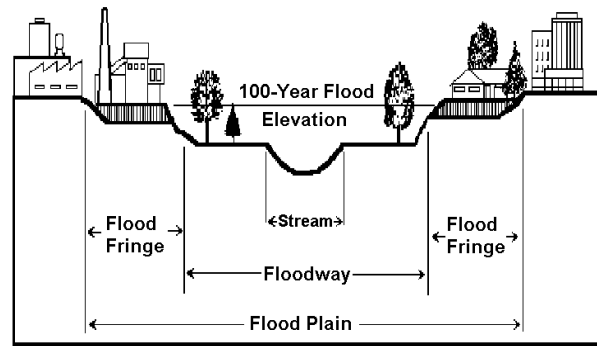 100-Year Flood
Elevation
Stream
Flood
Fringe
Flood
Fringe
Floodway
Flood Plain